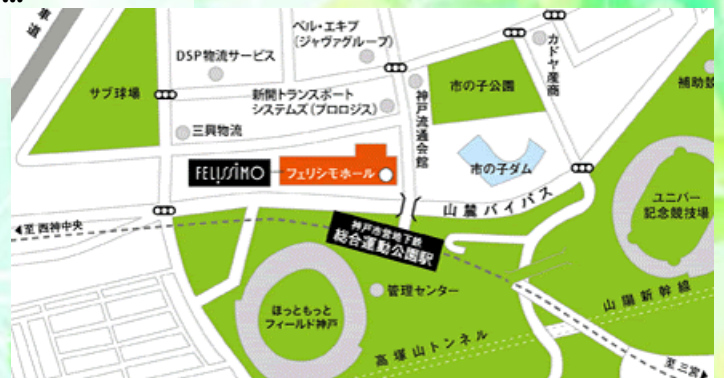 車道
ベル・エキプ
(ジャヴァグループ)
DSP物流サービス
カドヤ産商
サブ球場
新開トランスポート
システムズ(プロロジス)
市の子公園
補助競
三興物流
神戸流通会館
FELISSIMO
フェリシモホール
市の子ダム
山麓バイパス
ユニバー
記念競技場
◀至 西神中央
神戸市営地下鉄
総合運動公園駅
管理センター
ほっともっと
フィールド神戸
山陽新幹線
高塚山トンネル
至 三宮▶